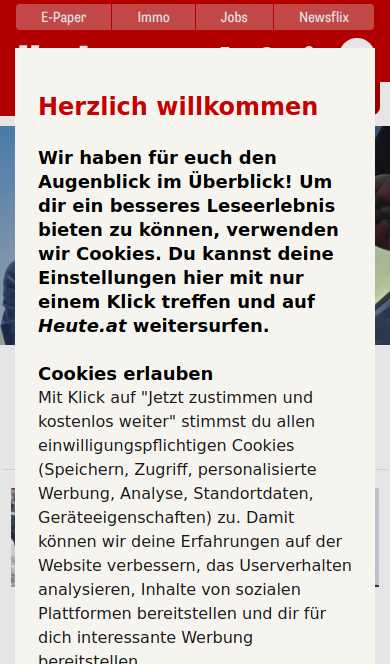 E-Paper Immo Jobs Newsflix
Herzlich willkommen
Wir haben für euch den
Augenblick im Überblick! Um
dir ein besseres Leseerlebnis
bieten zu können, verwenden
wir Cookies. Du kannst deine
Einstellungen hier mit nur
einem Klick treffen und auf
Heute.at weitersurfen.
Cookies erlauben
Mit Klick auf "Jetzt zustimmen und
kostenlos weiter" stimmst du allen
einwilligungspflichtigen Cookies
(Speichern, Zugriff, personalisierte
Werbung, Analyse, Standortdaten,
Geräteeigenschaften) zu. Damit
können wir deine Erfahrungen auf der
Website verbessern, das Userverhalten
analysieren, Inhalte von sozialen
Plattformen bereitstellen und dir für
dich interessante Werbung
bereitstellen